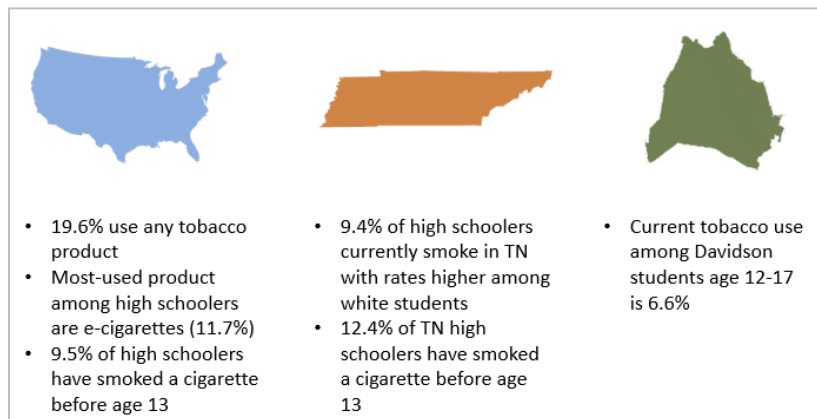 • 19.6% use any tobacco
product
• Most-used product
among high schoolers
are e-cigarettes (11.7%)
• 9.5% of high schoolers
have smoked a cigarette
before age 13
• 9.4% of high schoolers
currently smoke in TN
with rates higher among
white students
• 12.4% of TN high
schoolers have smoked
a cigarette before age
13
• Current tobacco use
among Davidson
students age 12-17
is 6.6%